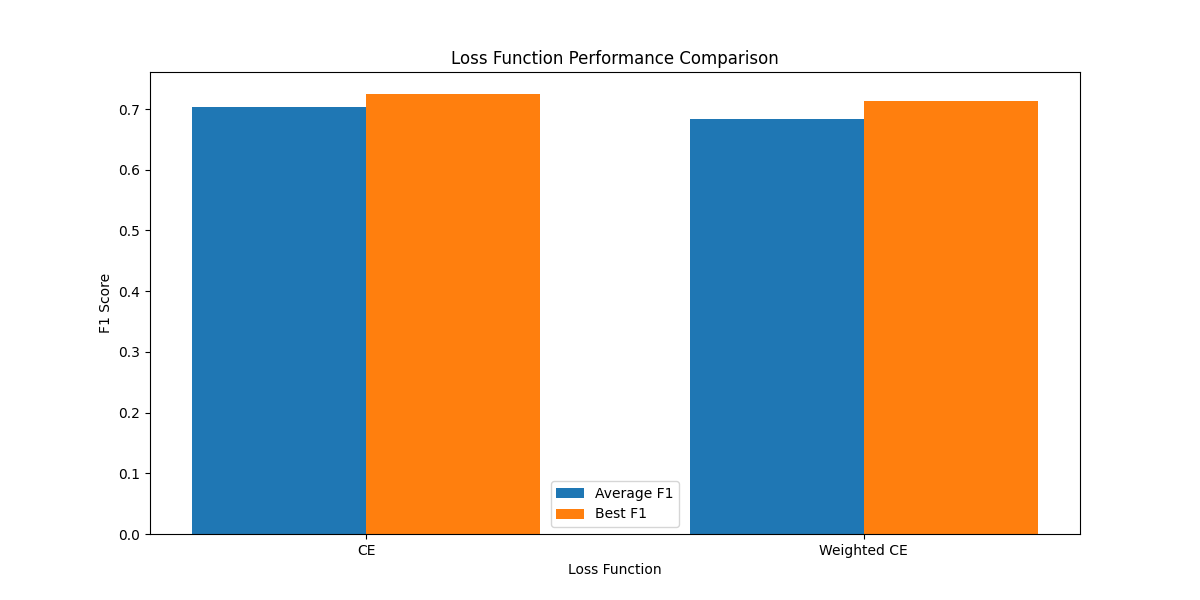 Loss Function Performance Comparison
F1 Score
0.7
0.6
0.5
0.4
0.3
0.2
0.1
0.0
Average F1
Best F1
CE
Weighted CE
Loss Function